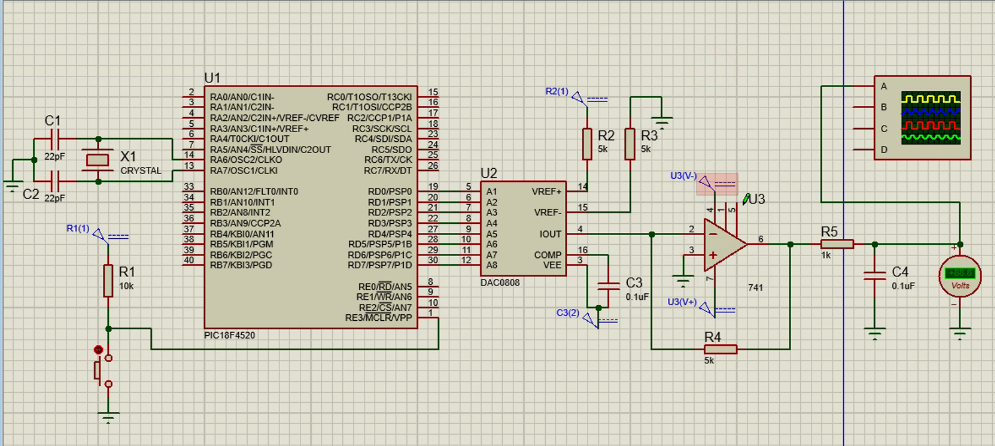 U1
2 RA0/AN0/C1IN- RC0/T1OSO/T13CKI 15
3 RA1/AN1/C2IN- RC1/T1OSI/CCP2B 16
4 RA2/AN2/C2IN+/VREF-/CVREF RC2/CCP1/P1A 17
5 RA3/AN3/C1IN+/VREF+ RC3/SCK/SCL 18
6 RA4/T0CKI/C1OUT RC4/SDI/SDA 23
7 RA5/AN4/SS/HLVDIN/C2OUT RC5/SDO 24
14 RA6/OSC2/CLKO RC6/TX/CK 25
13 RA7/OSC1/CLKI RC7/RX/DT 26
33 RB0/AN12/FLT0/INT0 RD0/PSP0 19
34 RB1/AN10/INT1 RD1/PSP1 20
35 RB2/AN8/INT2 RD2/PSP2 21
36 RB3/AN9/CCP2A RD3/PSP3 22
37 RB4/KBI0/AN11 RD4/PSP4 27
38 RB5/KBI1/PGM RD5/PSP5/P1B 28
39 RB6/KBI2/PGC RD6/PSP6/P1C 29
40 RB7/KBI3/PGD RD7/PSP7/P1D 30
RE0/RD/AN5 8
RE1/WR/AN6 9
RE2/CS/AN7 10
RE3/MCLR/VPP 1
PIC18F4520
C1
22pF
X1
CRYSTAL
C2 22pF
R1(1)
R1
10k
U2
5 A1 VREF+ 14
6 A2
7 A3 VREF- 15
8 A4
9 A5 IOUT 4
10 A6
11 A7 COMP 16
12 A8 VEE 3
DAC0808
R2(1)
R2
5k
R3
5k
C3
0.1uF
C3(2)
U3(V-)
U3
4 1 5
2
3
6
7
741
U3(V+)
R4
5k
R5
1k
C4
0.1uF
A
B
C
D
+
Volts
-